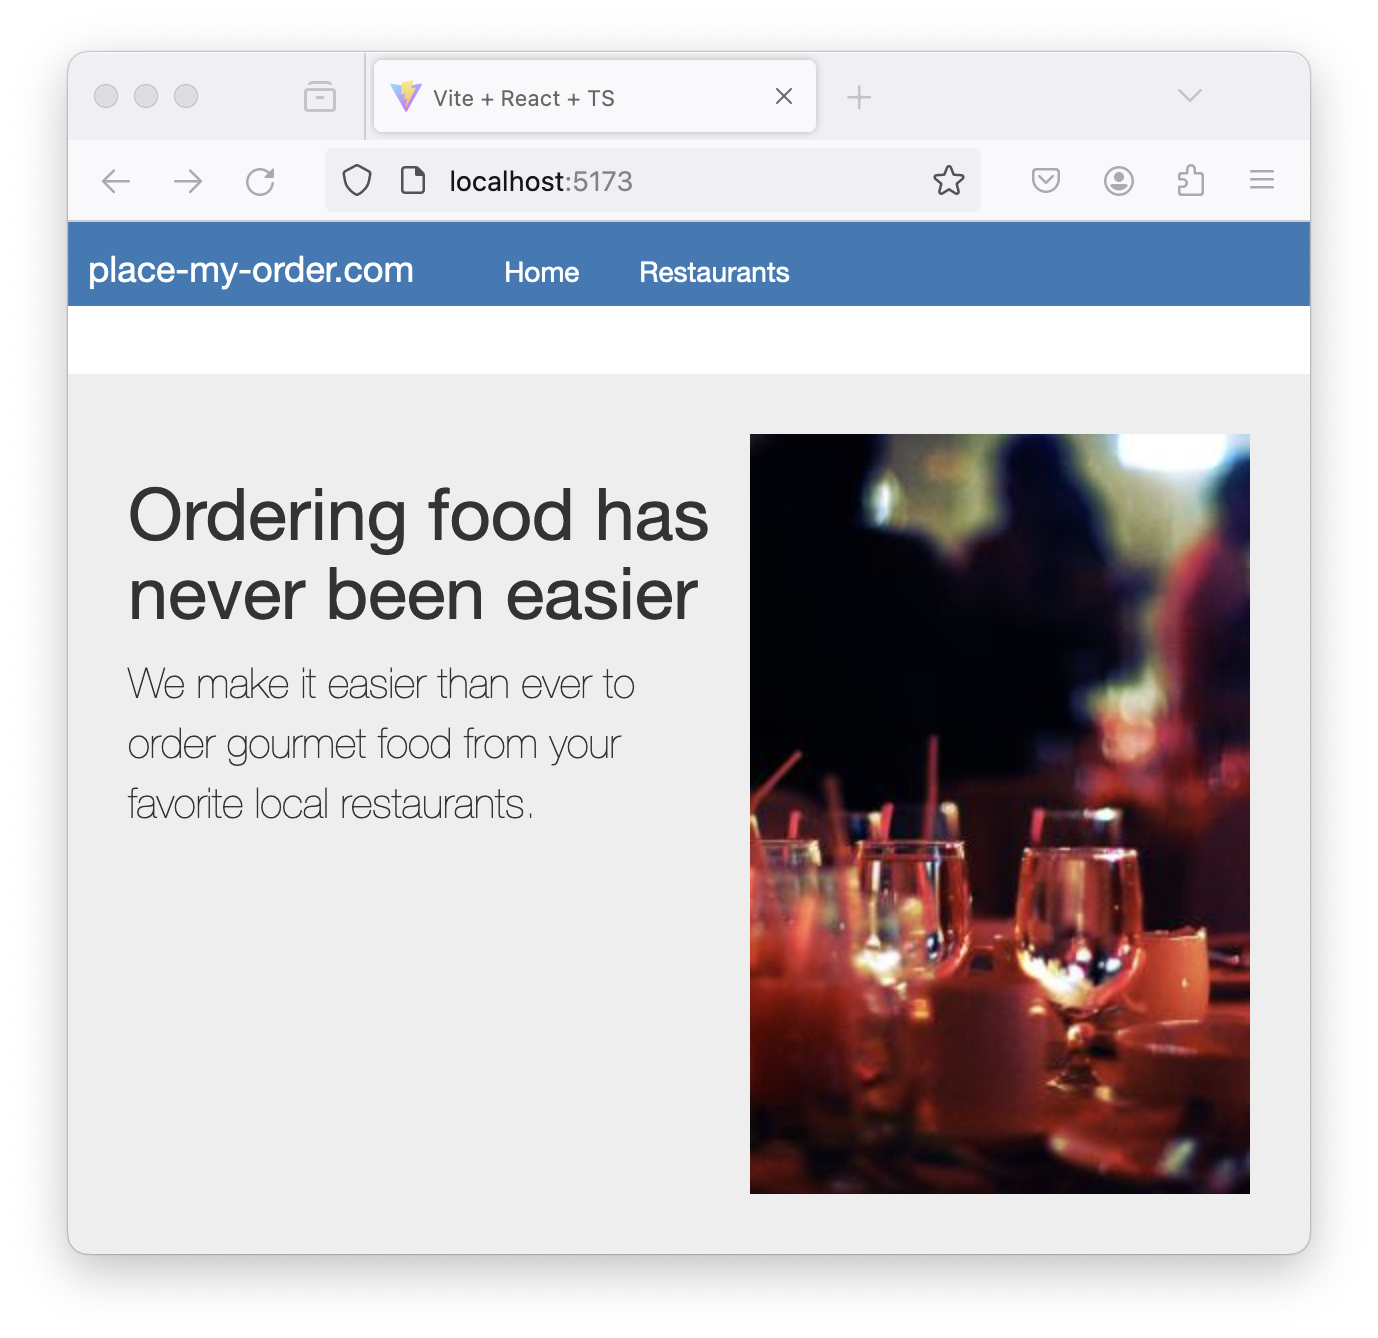 Vite + React + TS
localhost:5173
place-my-order.com Home Restaurants
Ordering food has
never been easier
We make it easier than ever to
order gourmet food from your
favorite local restaurants.